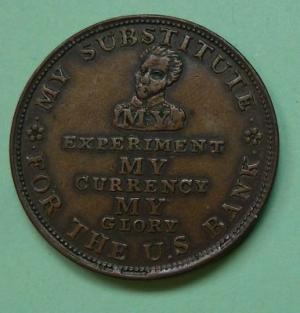 MY SUBSTITUTE
FOR THE U.S BANK
MY
EXPERIMENT
MY
CURRENCY
MY
GLORY